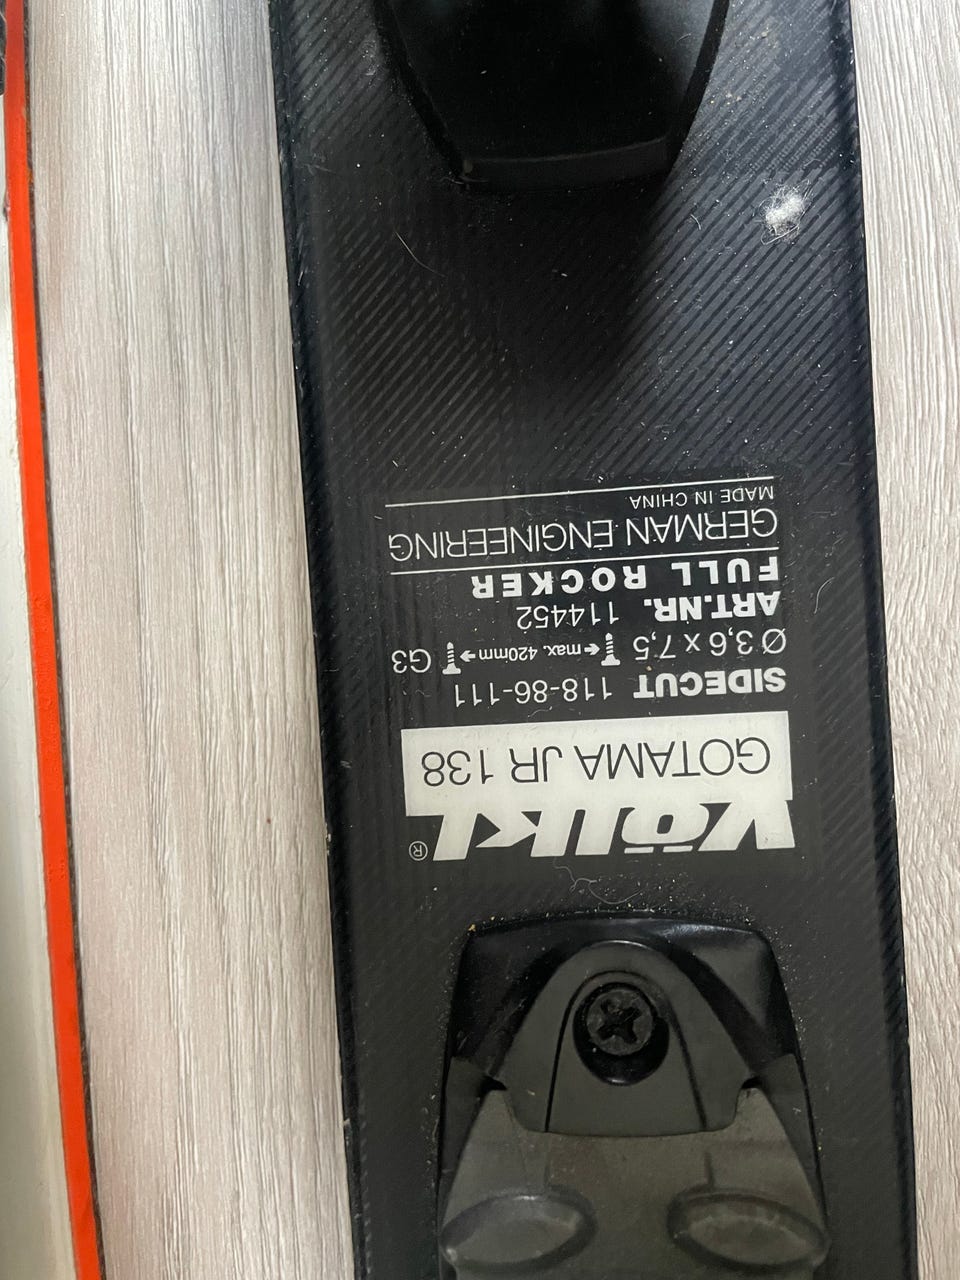 Völkl®
GOTAMA JR 138
SIDECUT 118-86-111
Ø 3,6 x 7,5 ←max. 420mm→ G3
ART.NR. 114452
FULL ROCKER
GERMAN ENGINEERING
MADE IN CHINA